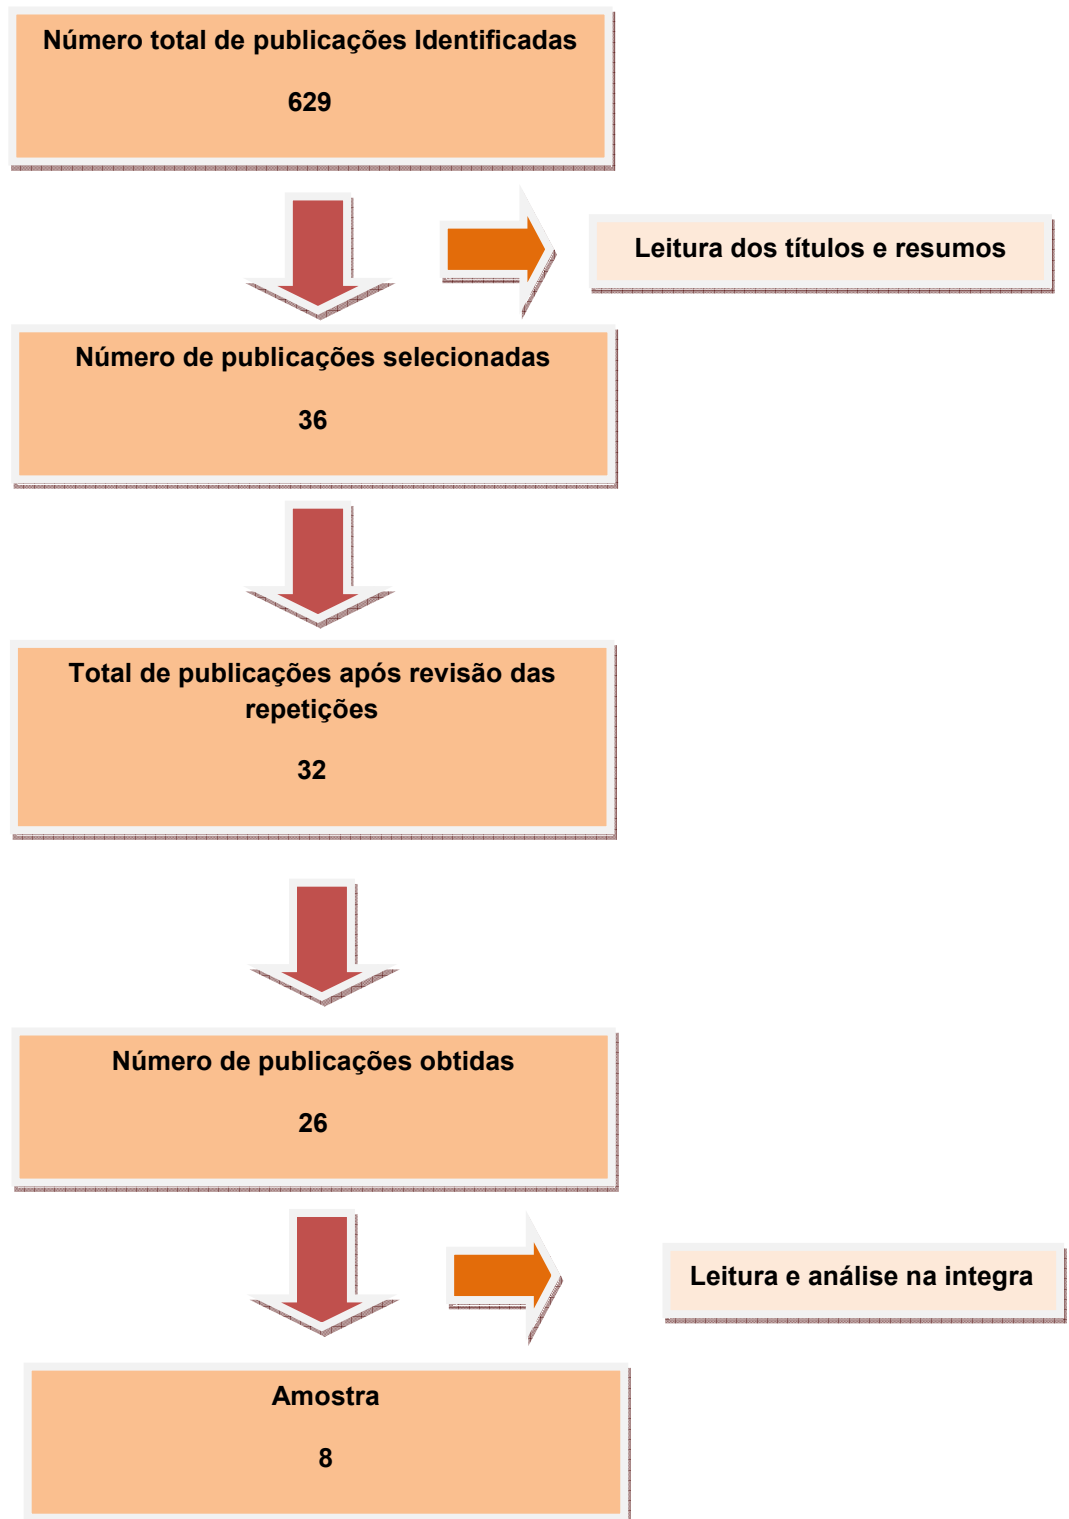 Número total de publicações Identificadas
629
Leitura dos títulos e resumos
Número de publicações selecionadas
36
Total de publicações após revisão das
repetições
32
Número de publicações obtidas
26
Leitura e análise na integra
Amostra
8